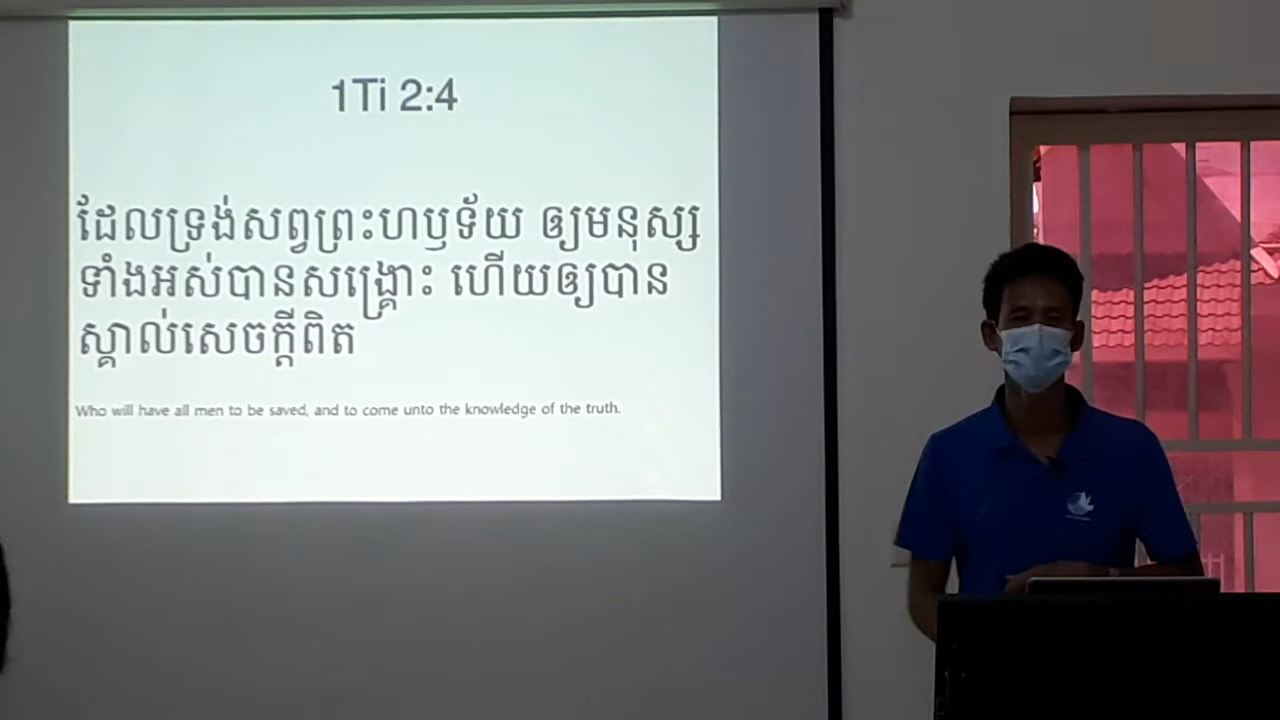 1Ti 2:4
ដែលទ្រង់សព្វព្រះហឫទ័យ ឲ្យមនុស្ស
ទាំងអស់បានសង្គ្រោះ ហើយឲ្យបាន
ស្គាល់សេចក្ដីពិត
Who will have all men to be saved, and to come unto the knowledge of the truth.